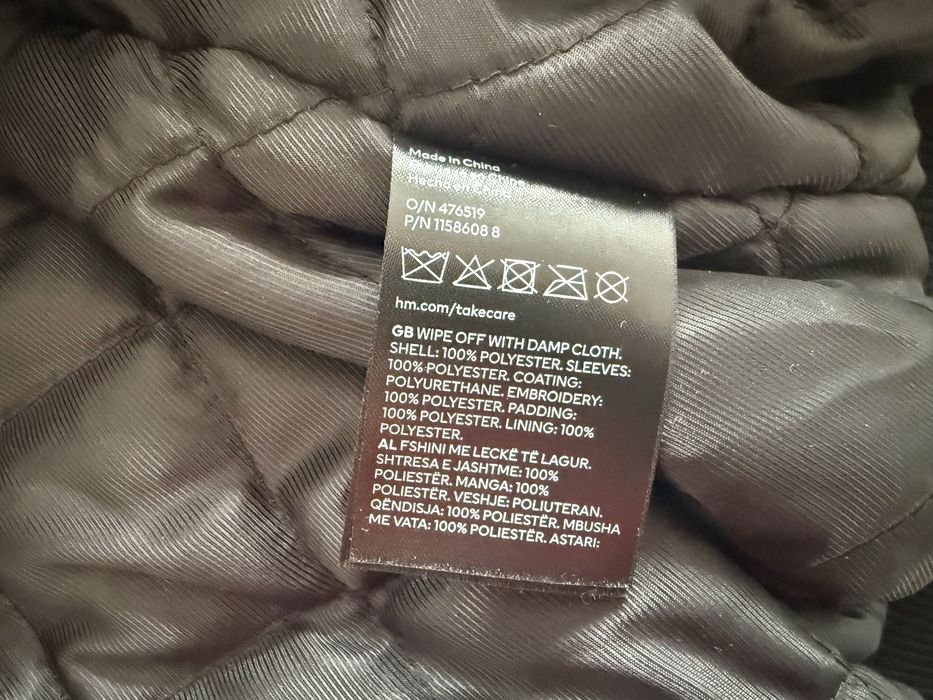 Made in China
O/N 476519
P/N 1158608 8
hm.com/takecare
GB WIPE OFF WITH DAMP CLOTH.
SHELL: 100% POLYESTER. SLEEVES:
100% POLYESTER. COATING:
POLYURETHANE. EMBROIDERY:
100% POLYESTER. PADDING:
100% POLYESTER. LINING: 100%
POLYESTER.
AL FSHINI ME LECKË TË LAGUR.
SHTRESA E JASHTME: 100%
POLIESTËR. MANGA: 100%
POLIESTËR. VESHJE: POLIUTERAN.
QËNDISJA: 100% POLIESTËR. MBUSHA
ME VATA: 100% POLIESTËR. ASTARI: